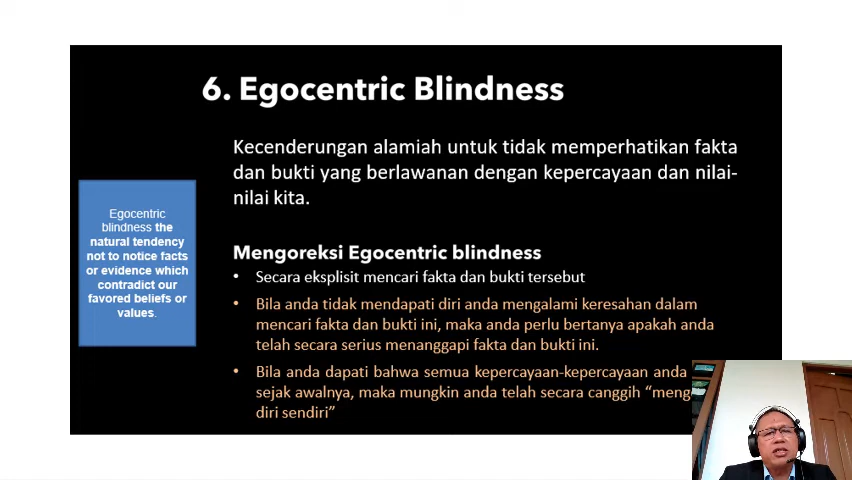 6. Egocentric Blindness
Kecenderungan alamiah untuk tidak memperhatikan fakta
dan bukti yang berlawanan dengan kepercayaan dan nilai-
nilai kita.
Egocentric
blindness the
natural tendency
not to notice facts
or evidence which
contradict our
favored beliefs or
values.
Mengoreksi Egocentric blindness
• Secara eksplisit mencari fakta dan bukti tersebut
• Bila anda tidak mendapati diri anda mengalami keresahan dalam
mencari fakta dan bukti ini, maka anda perlu bertanya apakah anda
telah secara serius menanggapi fakta dan bukti ini.
• Bila anda dapati bahwa semua kepercayaan-kepercayaan anda
sejak awalnya, maka mungkin anda telah secara canggih “meng
diri sendiri”